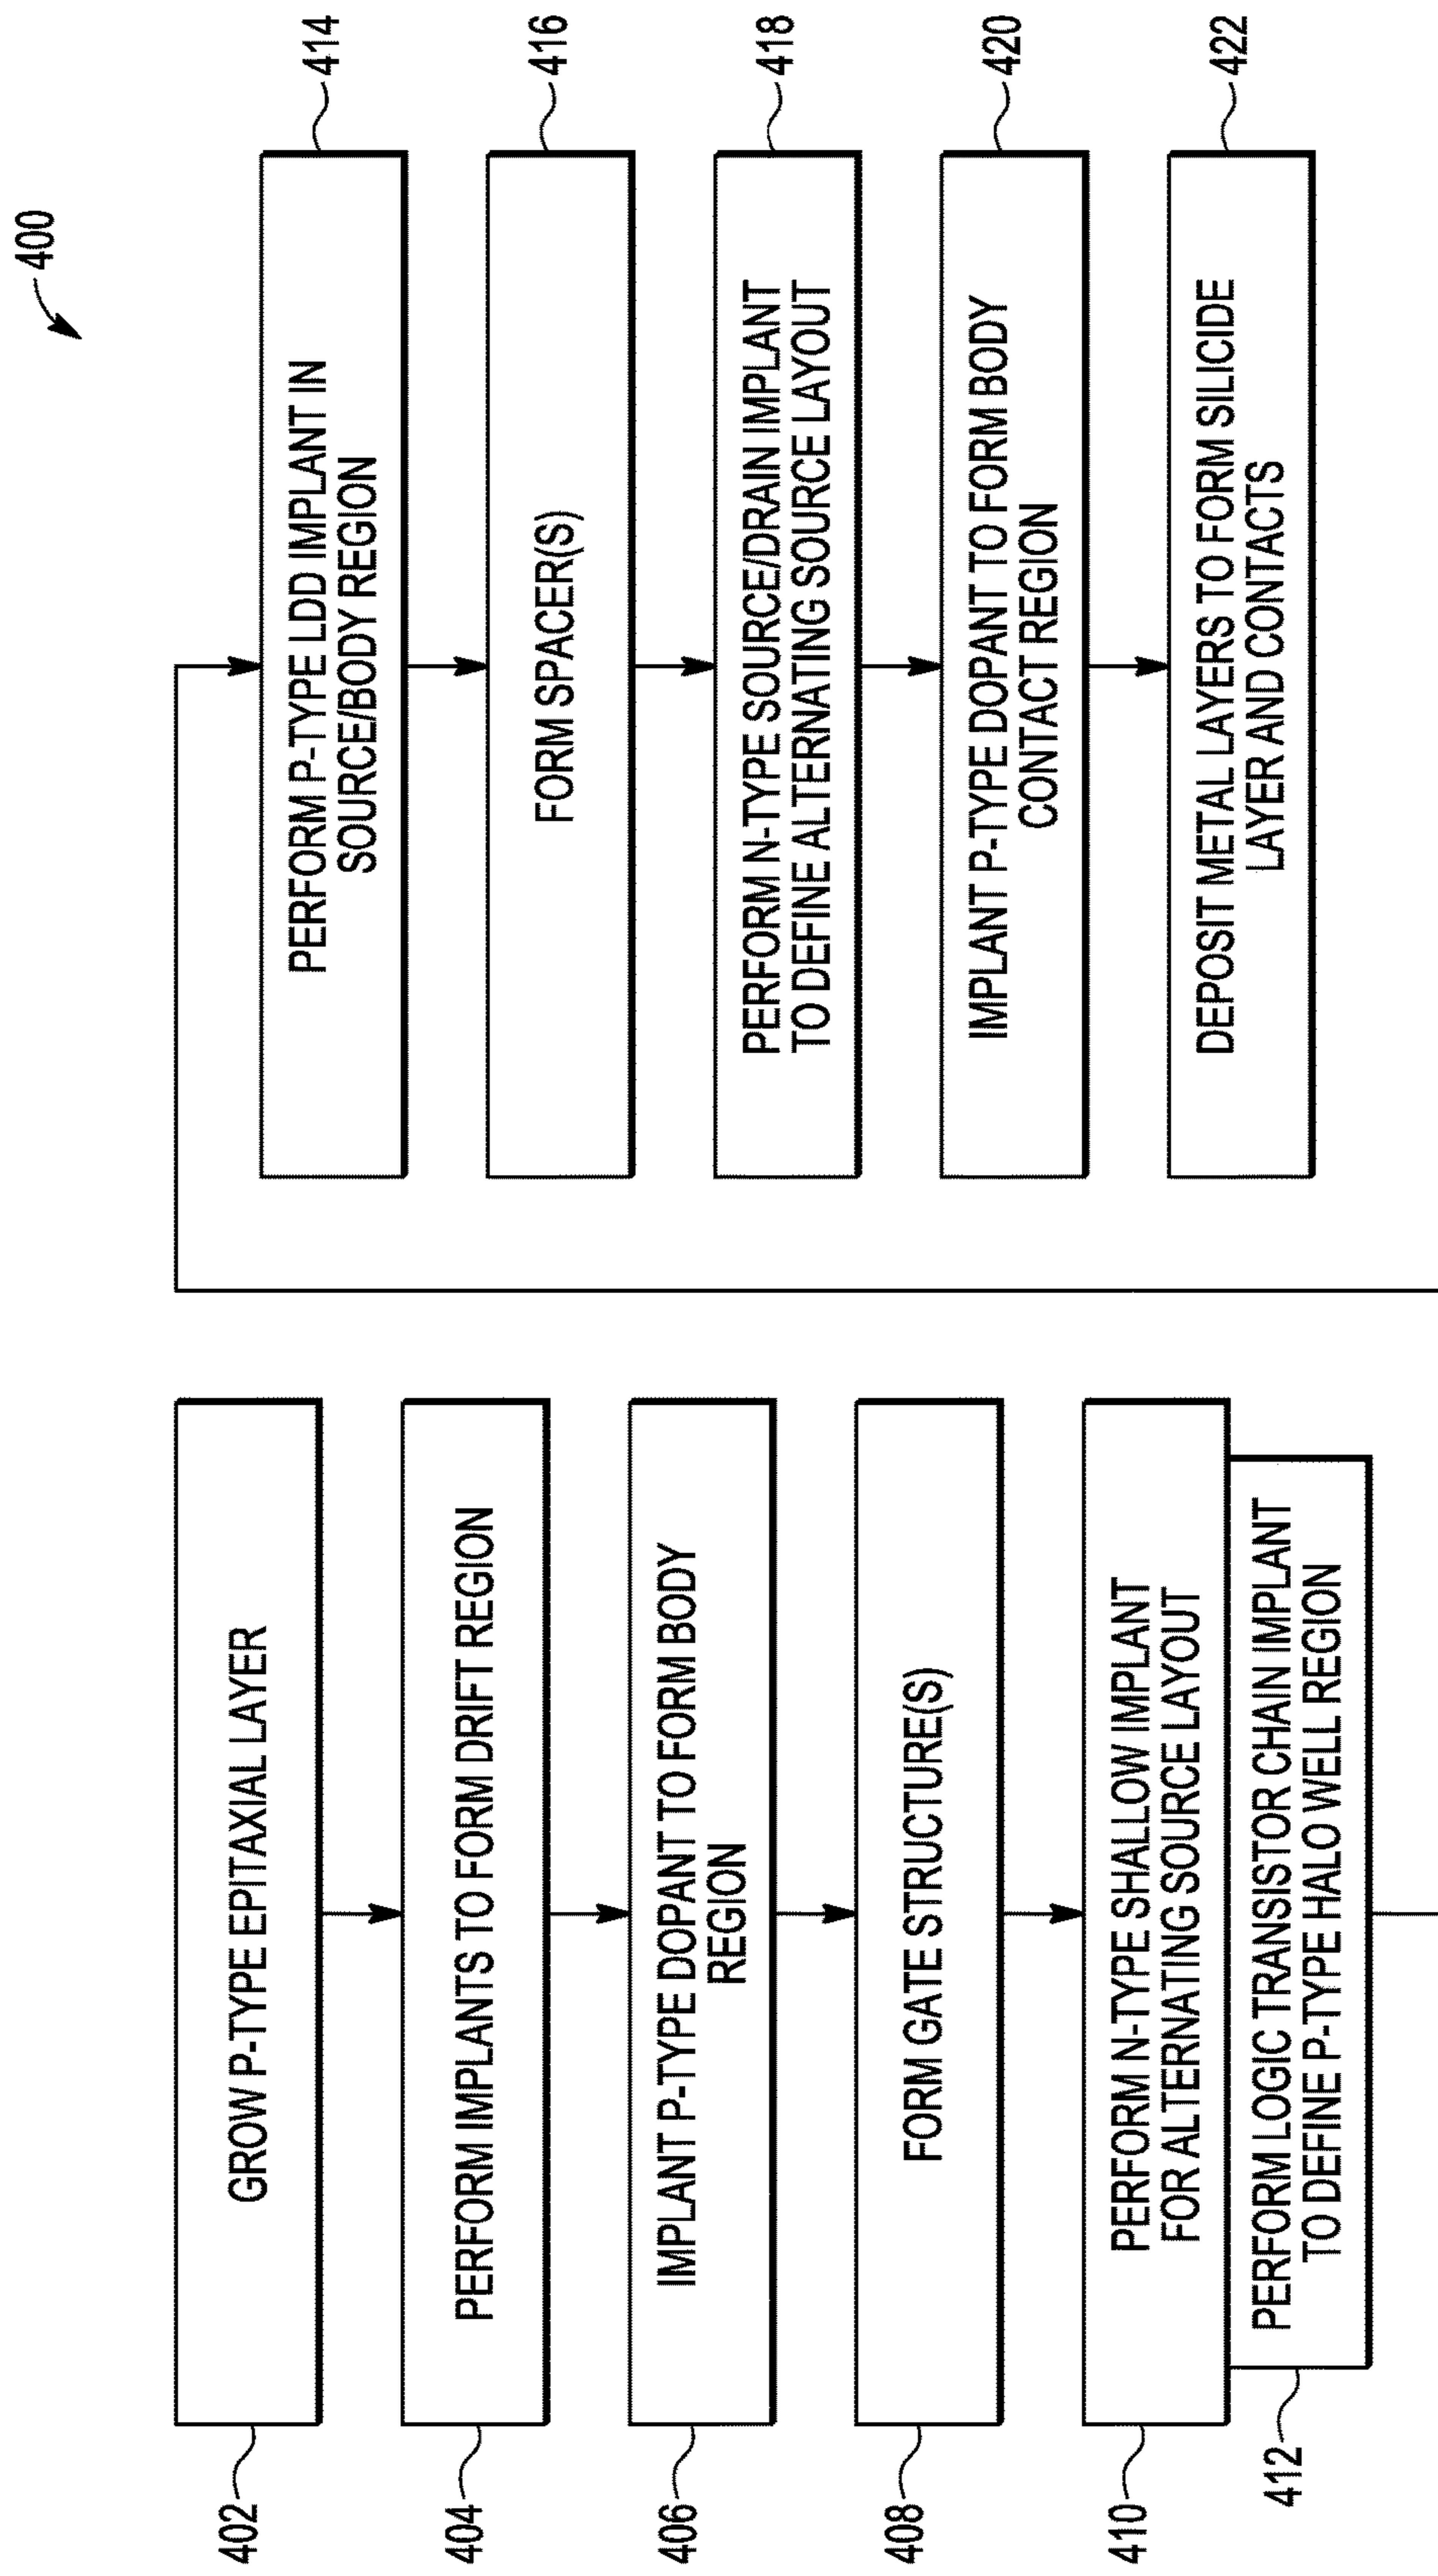 400
402
GROW P-TYPE EPITAXIAL LAYER
404
PERFORM IMPLANTS TO FORM DRIFT REGION
406
IMPLANT P-TYPE DOPANT TO FORM BODY
REGION
408
FORM GATE STRUCTURE(S)
410
PERFORM N-TYPE SHALLOW IMPLANT
FOR ALTERNATING SOURCE LAYOUT
412
PERFORM LOGIC TRANSISTOR CHAIN IMPLANT
TO DEFINE P-TYPE HALO WELL REGION
PERFORM P-TYPE LDD IMPLANT IN
SOURCE/BODY REGION
414
FORM SPACER(S)
416
PERFORM N-TYPE SOURCE/DRAIN IMPLANT
TO DEFINE ALTERNATING SOURCE LAYOUT
418
IMPLANT P-TYPE DOPANT TO FORM BODY
CONTACT REGION
420
DEPOSIT METAL LAYERS TO FORM SILICIDE
LAYER AND CONTACTS
422